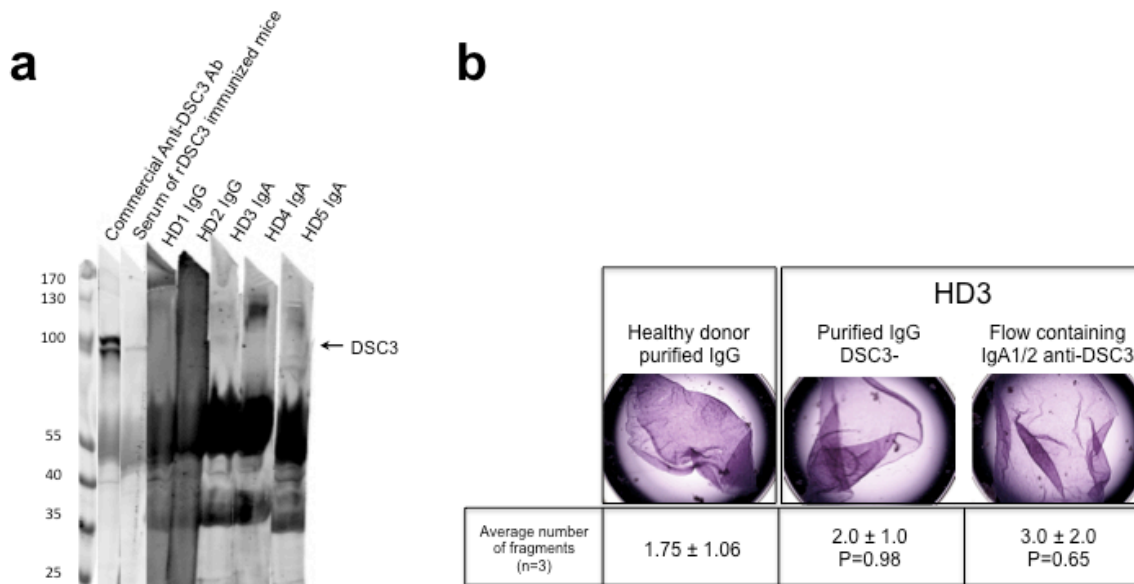 a
Commercial Anti-DSC3 Ab
Serum of rDSC3 immunized mice
HD1 IgG
HD2 IgG
HD3 IgA
HD4 IgA
HD5 IgA
170
130
100
55
40
35
25
DSC3
b
HD3
Healthy donor
purified IgG
Purified IgG
DSC3-
Flow containing
IgA1/2 anti-DSC3
Average number
of fragments
(n=3)
1.75 ± 1.06
2.0 ± 1.0
P=0.98
3.0 ± 2.0
P=0.65